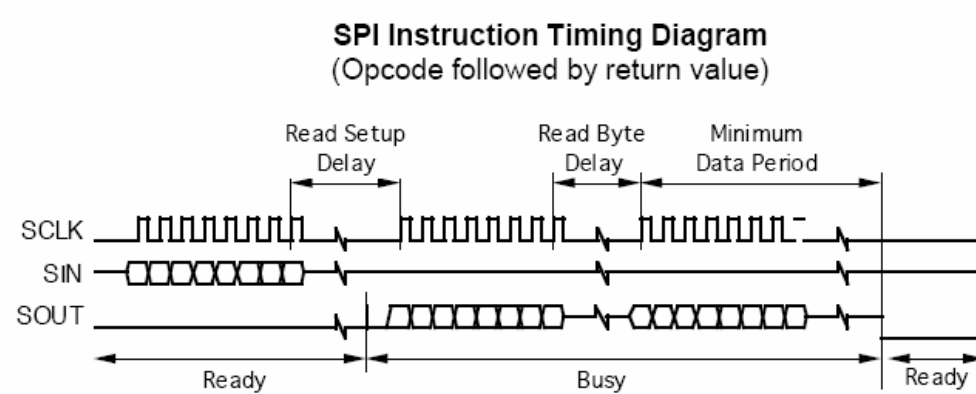 SPI Instruction Timing Diagram
(Opcode followed by return value)
Read Setup
Delay
Read Byte
Delay
Minimum
Data Period
SCLK
SIN
SOUT
Ready
Busy
Ready